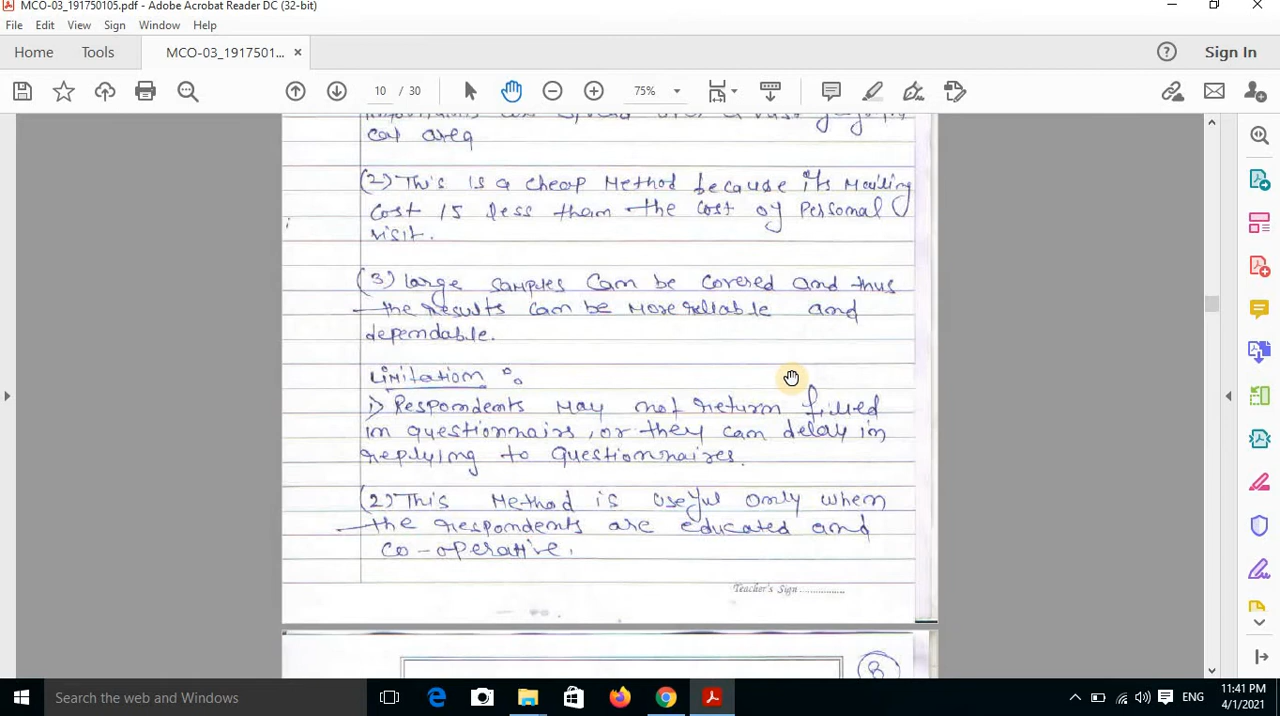 MCO-03_191750105.pdf - Adobe Acrobat Reader DC (32-bit)
File Edit View Sign Window Help
Home Tools MCO-03_1917501... × Sign In
10 / 30 75%
cal area
(2) This is a cheap Method because its Mailing
cost is less than the cost of Personal
visit.
(3) large samples can be covered and thus
the results can be more reliable and
dependable.
Limitation :
1) Respondents May not return filled
in questionnairs, or they can delay in
replying to questionnaires.
(2) This Method is useful only when
the respondents are educated and
co-operative.
Teacher's Sign ................
8
Search the web and Windows
ENG
11:41 PM
4/1/2021